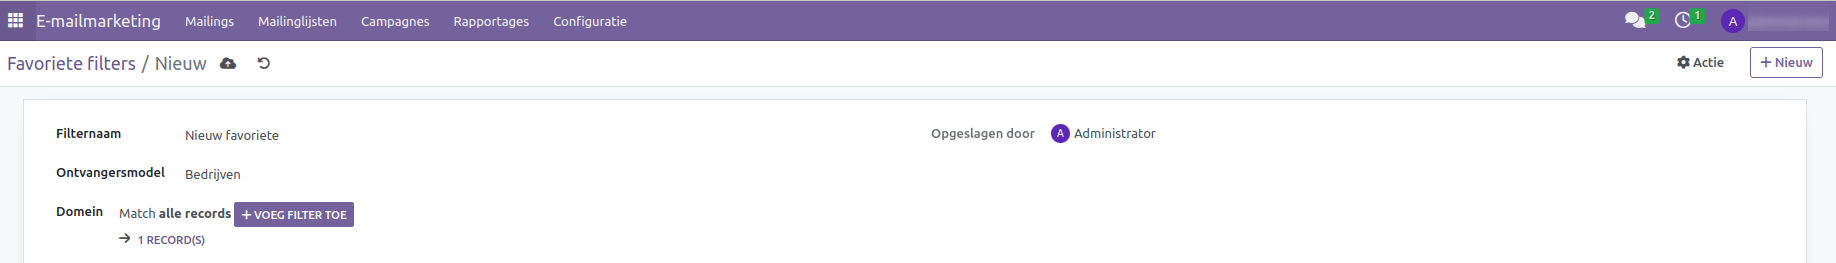 E-mailmarketing Mailings Mailinglijsten Campagnes Rapportages Configuratie 2 1 A
Favoriete filters / Nieuw Actie + Nieuw
Filternaam Nieuw favoriete Opgeslagen door A Administrator
Ontvangersmodel Bedrijven
Domein Match alle records + VOEG FILTER TOE
→ 1 RECORD(S)